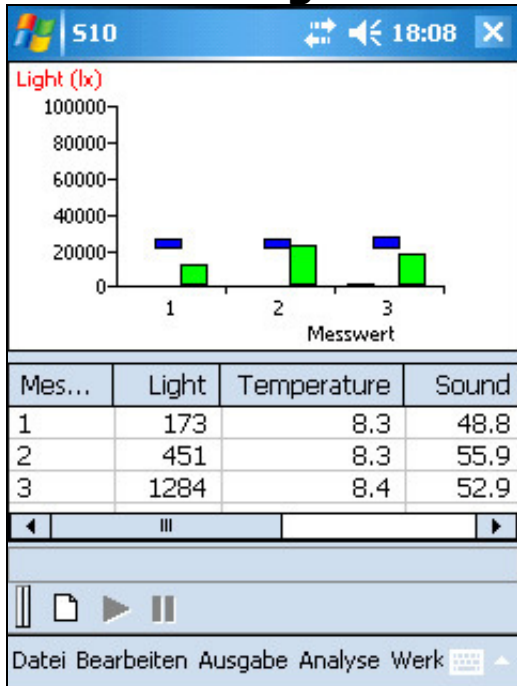 510 18:08
Light (lx)
100000
80000
60000
40000
20000
0
1 2 3
Messwert
Mes... Light Temperature Sound
1 173 8.3 48.8
2 451 8.3 55.9
3 1284 8.4 52.9
Datei Bearbeiten Ausgabe Analyse Werk